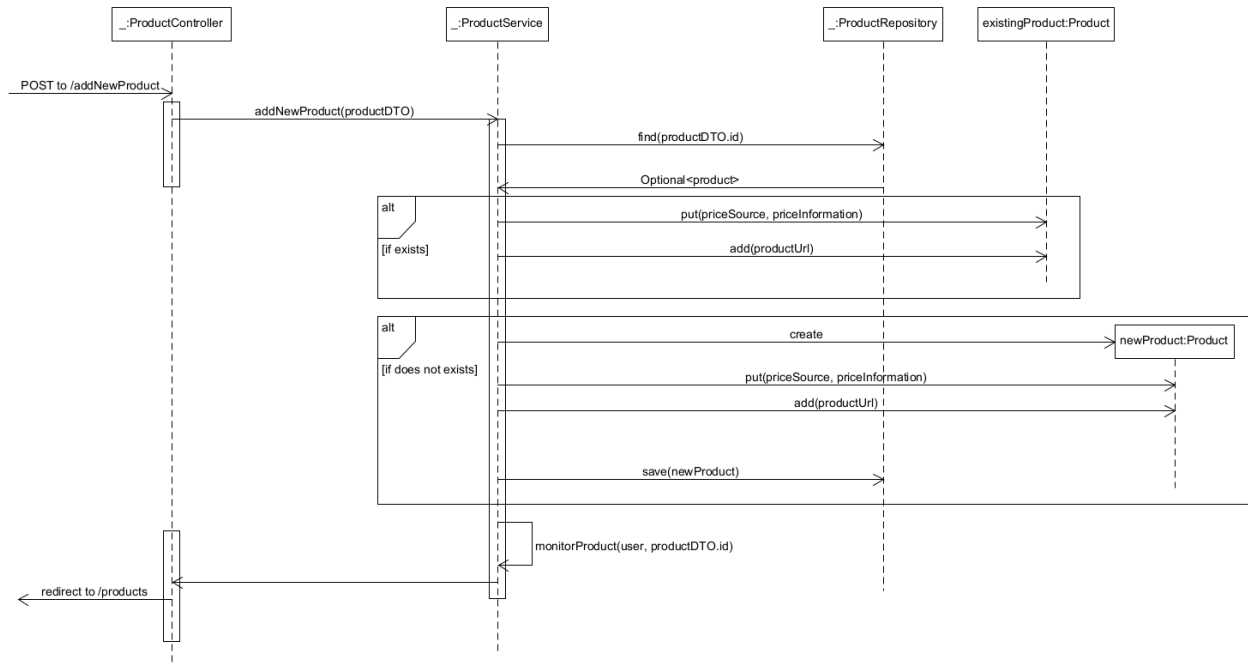 _:ProductController
_:ProductService
_:ProductRepository
existingProduct:Product
POST to /addNewProduct
addNewProduct(productDTO)
find(productDTO.id)
Optional<product>
alt
put(priceSource, priceInformation)
[if exists]
add(productUrl)
alt
create
newProduct:Product
[if does not exists]
put(priceSource, priceInformation)
add(productUrl)
save(newProduct)
monitorProduct(user, productDTO.id)
redirect to /products